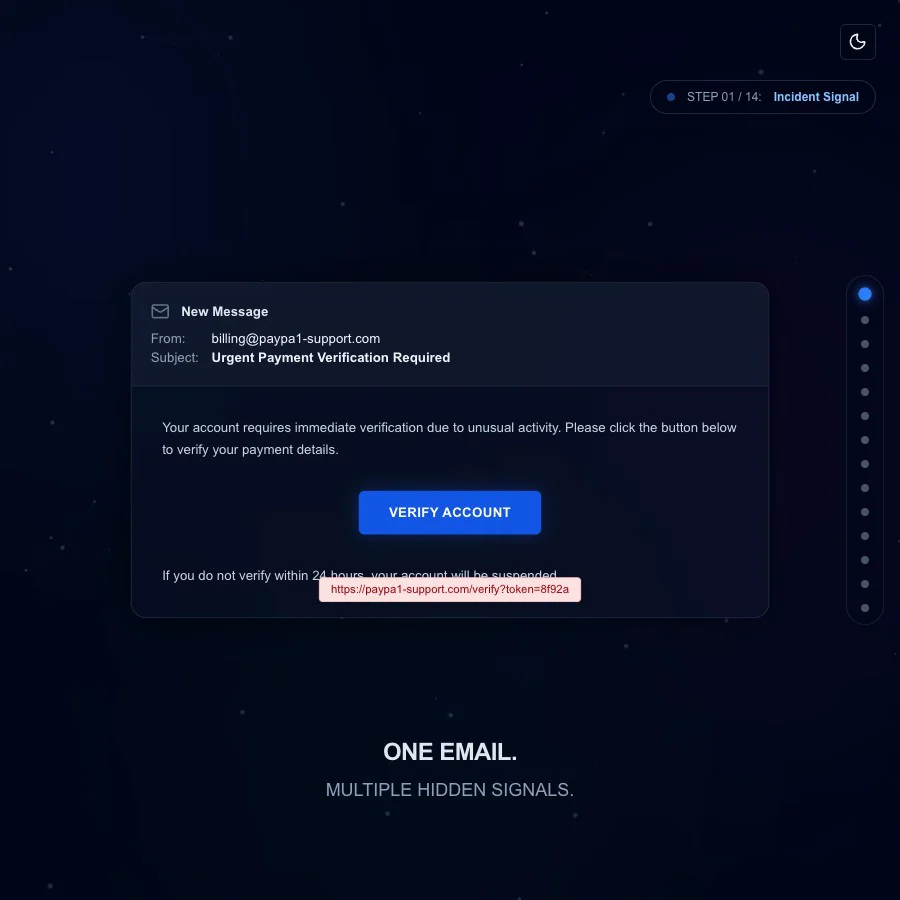 STEP 01 / 14: Incident Signal
New Message
From: billing@paypa1-support.com
Subject: Urgent Payment Verification Required
Your account requires immediate verification due to unusual activity. Please click the button below
to verify your payment details.
VERIFY ACCOUNT
If you do not verify within 24 hours, your account will be suspended.
https://paypa1-support.com/verify?token=8f92a
ONE EMAIL.
MULTIPLE HIDDEN SIGNALS.